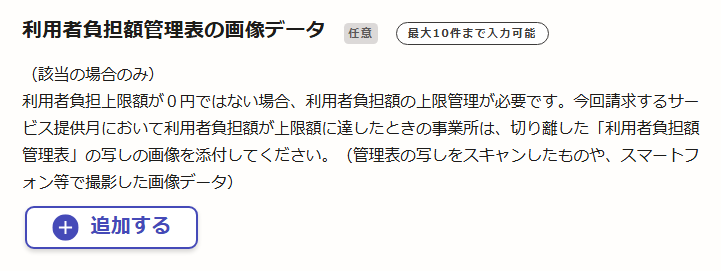 利用者負担額管理表の画像データ 任意 最大10件まで入力可能
（該当の場合のみ）
利用者負担上限額が０円ではない場合、利用者負担額の上限管理が必要です。今回請求するサー
ビス提供月において利用者負担額が上限額に達したときの事業所は、切り離した「利用者負担額
管理表」の写しの画像を添付してください。（管理表の写しをスキャンしたものや、スマートフ
ォン等で撮影した画像データ）
追加する